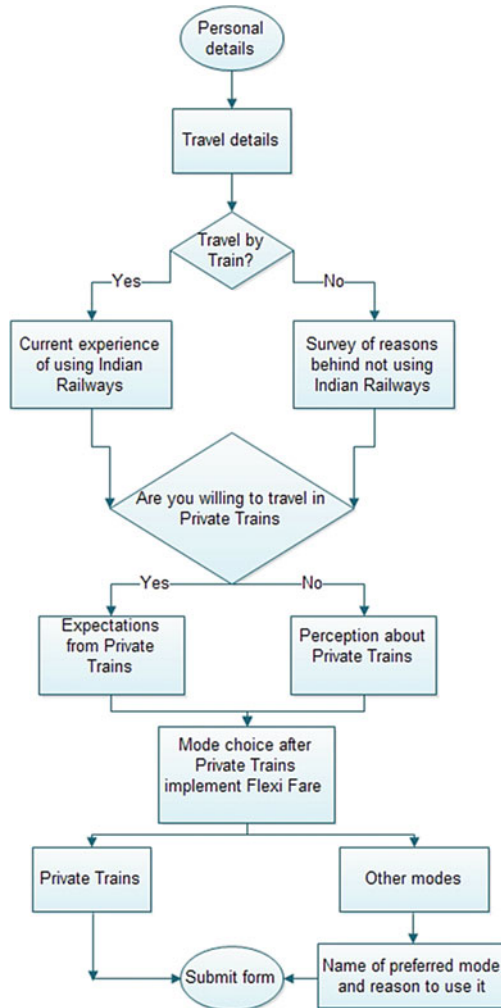 Personal
details
Travel details
Travel by
Train?
Yes
No
Current experience
of using Indian
Railways
Survey of reasons
behind not using
Indian Railways
Are you willing to travel in
Private Trains
Yes
No
Expectations
from Private
Trains
Perception about
Private Trains
Mode choice after
Private Trains
implement Flexi Fare
Private Trains
Other modes
Submit form
Name of preferred mode
and reason to use it